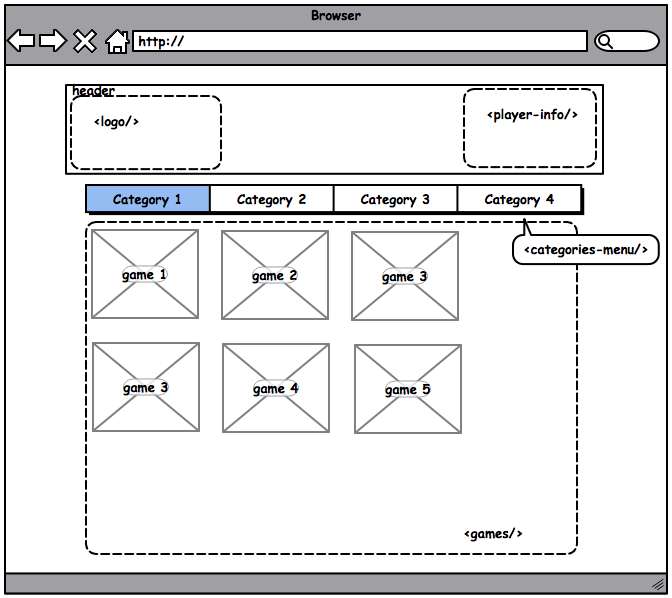 Browser
http://
header
<logo/>
<player-info/>
Category 1
Category 2
Category 3
Category 4
<categories-menu/>
game 1
game 2
game 3
game 3
game 4
game 5
<games/>